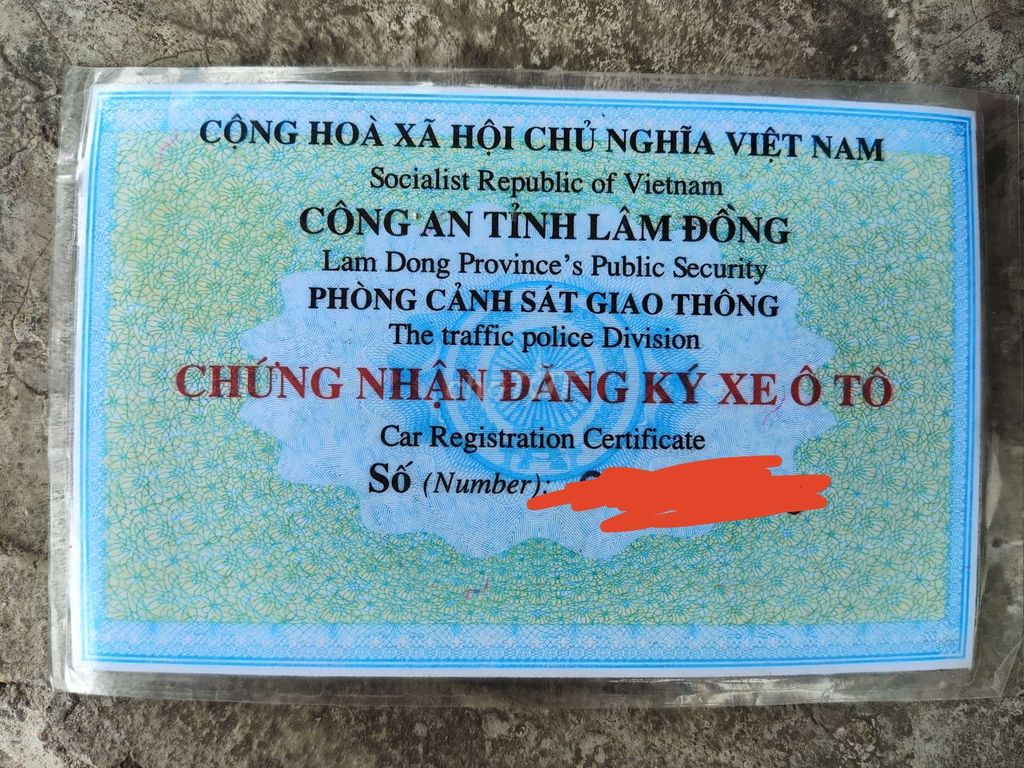 CỘNG HOÀ XÃ HỘI CHỦ NGHĨA VIỆT NAM
Socialist Republic of Vietnam
CÔNG AN TỈNH LÂM ĐỒNG
Lam Dong Province's Public Security
PHÒNG CẢNH SÁT GIAO THÔNG
The traffic police Division
CHỨNG NHẬN ĐĂNG KÝ XE Ô TÔ
Car Registration Certificate
Số (Number):